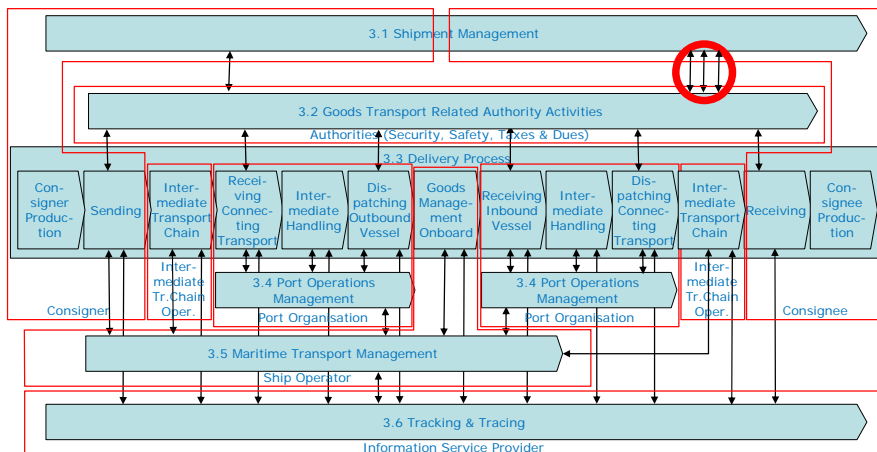 3.1 Shipment Management
3.2 Goods Transport Related Authority Activities
Authorities (Security, Safety, Taxes & Dues)
3.3 Delivery Process
Con-
signer
Produc-
tion
Sending
Inter-
mediate
Transport
Chain
Recei-
ving
Connec-
ting
Transport
Inter-
mediate
Handling
Dis-
patching
Outbound
Vessel
Goods
Manage-
ment
Onboard
Receiving
Inbound
Vessel
Inter-
mediate
Handling
Dis-
patching
Connec-
ting
Transport
Inter-
mediate
Transport
Chain
Receiving
Con-
signee
Produc-
tion
Consigner
Inter-
mediate
Tr.Chain
Oper.
3.4 Port Operations
Management
Port Organisation
3.4 Port Operations
Management
Port Organisation
Inter-
mediate
Tr.Chain
Oper.
Consignee
3.5 Maritime Transport Management
Ship Operator
3.6 Tracking & Tracing
Information Service Provider